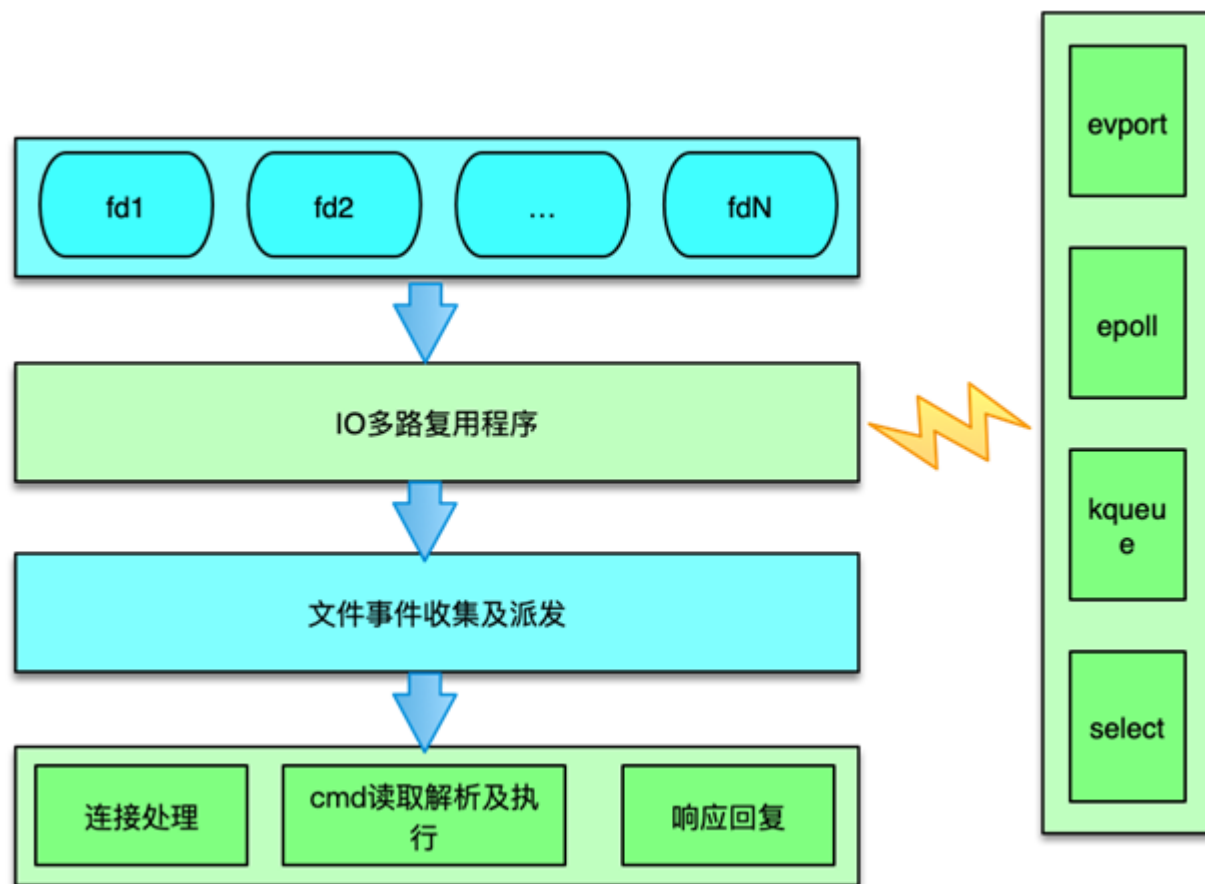 fd1
fd2
...
fdN
IO多路复用程序
文件事件收集及派发
连接处理
cmd读取解析及执
行
响应回复
evport
epoll
kqueu
e
select